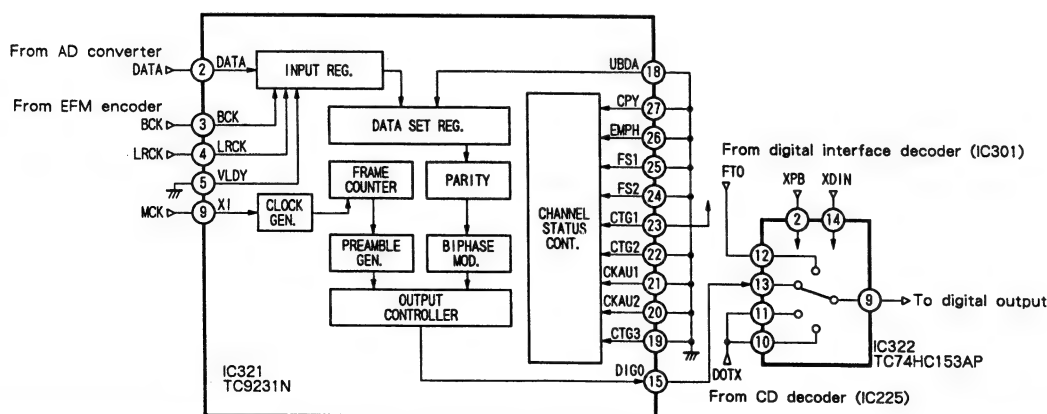 From AD converter
DATA
2
DATA
INPUT REG.
UBDA
18
From EFM encoder
BCK
3
BCK
DATA SET REG.
CPY
27
LRCK
4
LRCK
EMPH
26
5
VLDY
FRAME
COUNTER
PARITY
FS1
25
MCK
9
XI
CLOCK
GEN.
FS2
24
PREAMBLE
GEN.
BIPHASE
MOD.
CHANNEL
STATUS
CONT.
CTG1
23
CTG2
22
CKAU1
21
OUTPUT
CONTROLLER
CKAU2
20
CTG3
19
IC321
TC9231N
DIGO
15
From digital interface decoder (IC301)
FTO
XPB
XDIN
2
14
12
13
9
To digital output
11
10
IC322
TC74HC153AP
DOTX
From CD decoder (IC225)